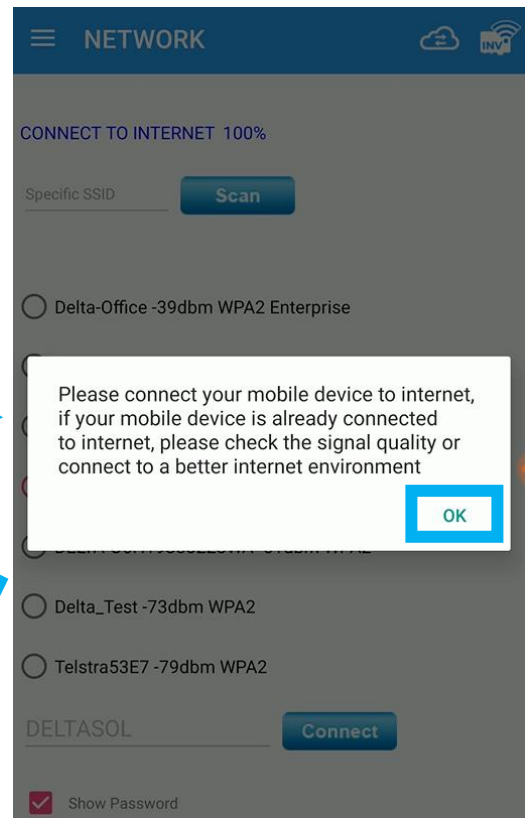 NETWORK
INV
CONNECT TO INTERNET 100%
Specific SSID
Scan
Delta-Office -39dbm WPA2 Enterprise
Please connect your mobile device to internet,
if your mobile device is already connected
to internet, please check the signal quality or
connect to a better internet environment
OK
Delta_Test -73dbm WPA2
Telstra53E7 -79dbm WPA2
DELTASOL
Connect
Show Password